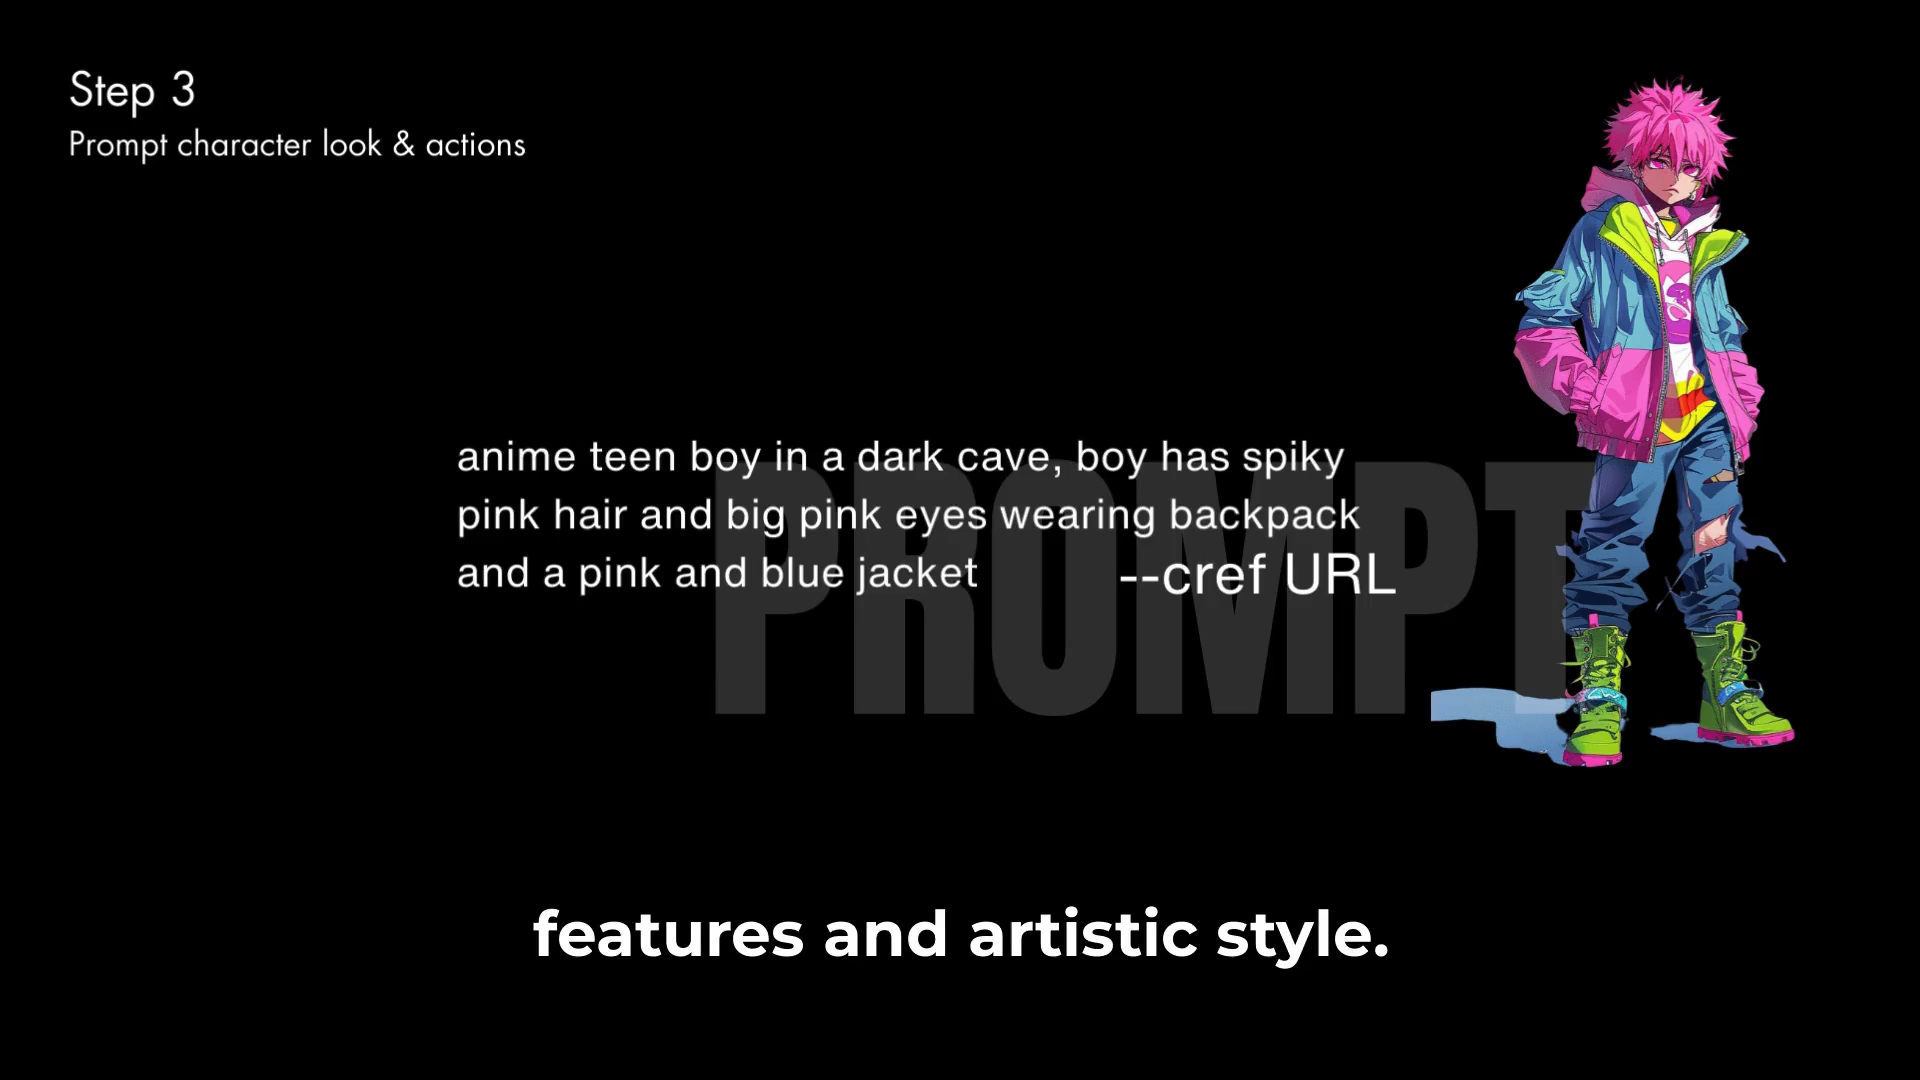 Step 3
Prompt character look & actions
anime teen boy in a dark cave, boy has spiky
pink hair and big pink eyes wearing backpack
and a pink and blue jacket --cref URL
PROMPT
features and artistic style.